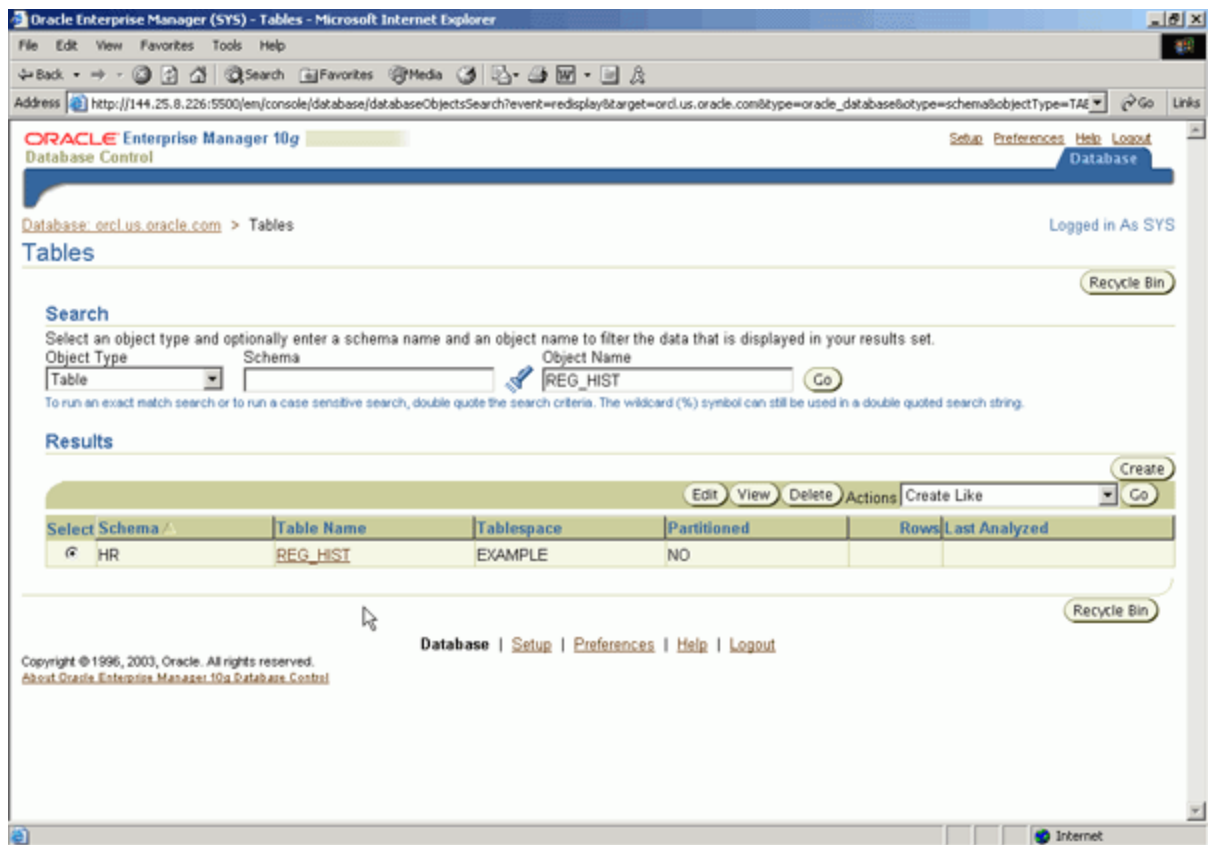 Oracle Enterprise Manager (SYS) - Tables - Microsoft Internet Explorer
File Edit View Favorites Tools Help
Back Search Favorites Media
Address http://144.25.8.226:5500/em/console/database/databaseObjectsSearch?event=redisplay&target=orcl.us.oracle.com&type=oracle_database&otype=schema&objectType=TAE Go Links
ORACLE Enterprise Manager 10g
Setup Preferences Help Logout
Database Control
Database
Database: orcl.us.oracle.com > Tables
Logged in As SYS
Tables
Recycle Bin
Search
Select an object type and optionally enter a schema name and an object name to filter the data that is displayed in your results set.
Object Type Schema Object Name
Table REG_HIST Go
To run an exact match search or to run a case sensitive search, double quote the search criteria. The wildcard (%) symbol can still be used in a double quoted search string.
Results
Create
Edit View Delete Actions Create Like Go
Select Schema Table Name Tablespace Partitioned Rows Last Analyzed
HR REG_HIST EXAMPLE NO
Recycle Bin
Database | Setup | Preferences | Help | Logout
Copyright © 1996, 2003, Oracle. All rights reserved.
About Oracle Enterprise Manager 10g Database Control
Internet